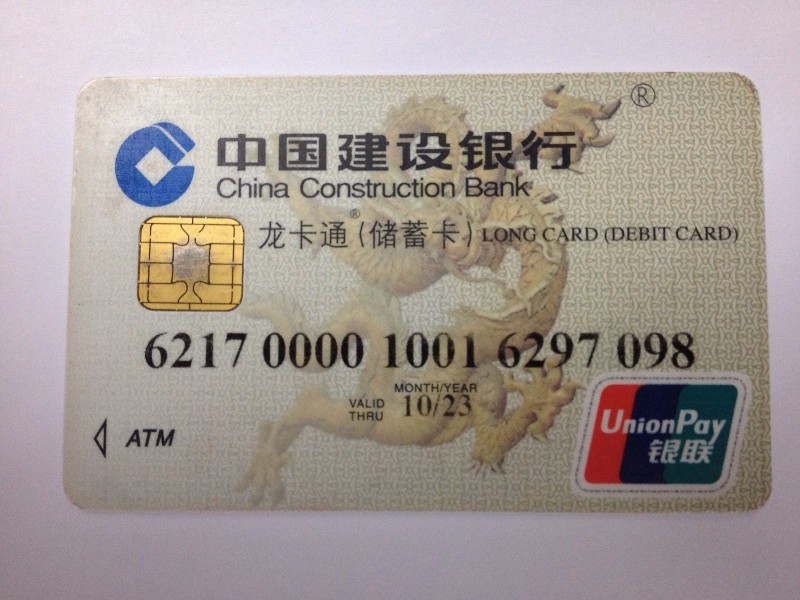 ®
中国建设银行
China Construction Bank
龙卡通®(储蓄卡) LONG CARD (DEBIT CARD)
6217 0000 1001 6297 098
MONTH/YEAR
VALID THRU 10/23
ATM
UnionPay
银联